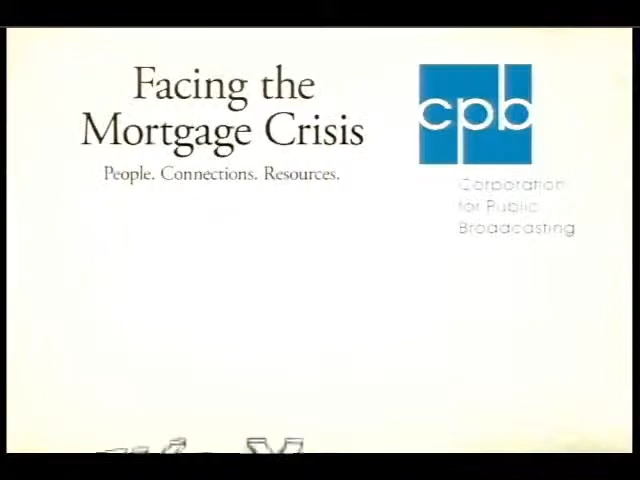 Facing the
Mortgage Crisis
People. Connections. Resources.
cpb
Corporation
for Public
Broadcasting